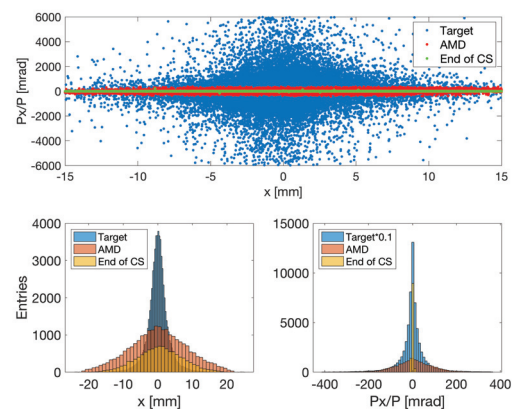 6000
4000
2000
0
-2000
-4000
-6000
Px/P [mrad]
Target
AMD
End of CS
-15 -10 -5 0 5 10 15
x [mm]
4000
3000
2000
1000
0
Entries
Target
AMD
End of CS
-20 -10 0 10 20
x [mm]
15000
10000
5000
0
Target*0.1
AMD
End of CS
-400 -200 0 200 400
Px/P [mrad]